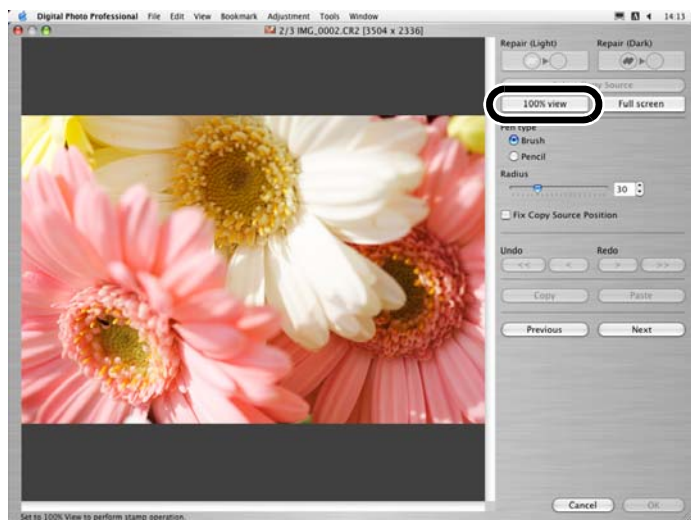 Digital Photo Professional File Edit View Bookmark Adjustment Tools Window 14:13
2/3 IMG_0002.CR2 [3504 x 2336]
Repair (Light) Repair (Dark)
Source
100% view Full screen
Pen type
Brush
Pencil
Radius
30
Fix Copy Source Position
Undo Redo
<< < > >>
Copy Paste
Previous Next
Cancel OK
Set to 100% View to perform stamp operation.